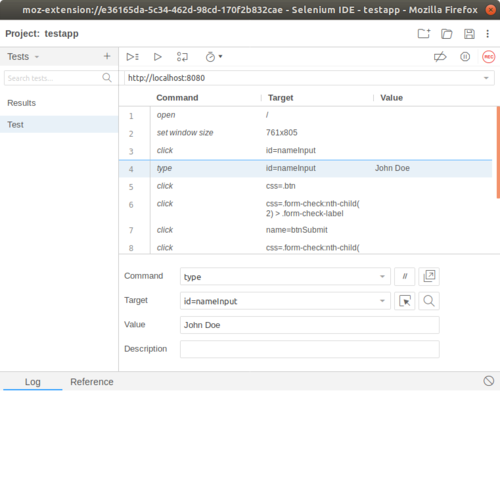 moz-extension://e36165da-5c34-462d-98cd-170f2b832cae - Selenium IDE - testapp - Mozilla Firefox
Project: testapp
Tests
Search tests...
REC
http://localhost:8080
Results
Test
Command Target Value
1 open /
2 set window size 761x805
3 click id=nameInput
4 type id=nameInput John Doe
5 click css=.btn
6 click css=.form-check:nth-child(
2) > .form-check-label
7 click name=btnSubmit
8 click css=.form-check:nth-child(
Command type //
Target id=nameInput
Value John Doe
Description
Log Reference